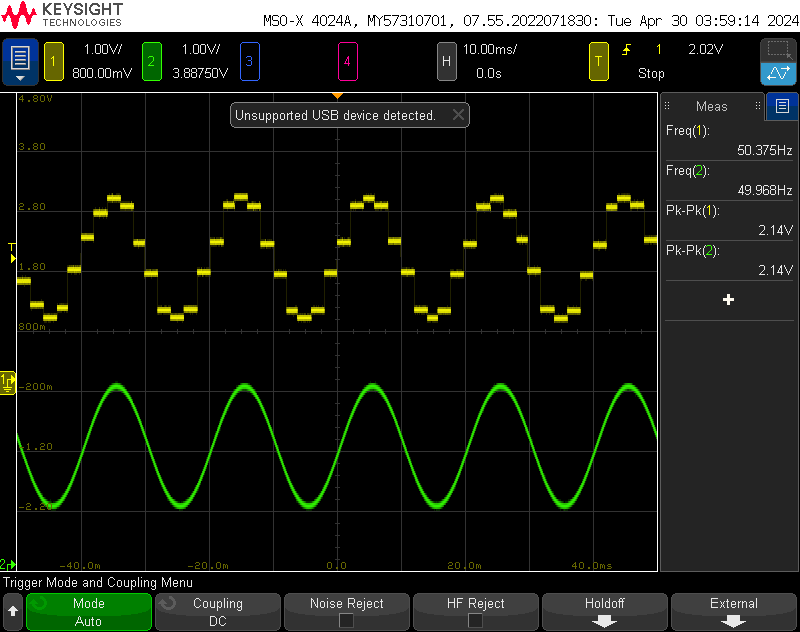 KEYSIGHT
TECHNOLOGIES
MSO-X 4024A, MY57310701, 07.55.2022071830: Tue Apr 30 03:59:14 2024
1 1.00V/ 800.00mV
2 1.00V/ 3.88750V
3
4
H 10.00ms/ 0.0s
T 1 2.02V Stop
Unsupported USB device detected.
4.80V
3.80
2.80
T
1.80
800m
1
-200m
-1.20
-2.20
2
-40.0m -20.0m 0.0 20.0m 40.0ms
Meas
Freq(1):
50.375Hz
Freq(2):
49.968Hz
Pk-Pk(1):
2.14V
Pk-Pk(2):
2.14V
+
Trigger Mode and Coupling Menu
Mode Coupling Noise Reject HF Reject Holdoff External
Auto DC